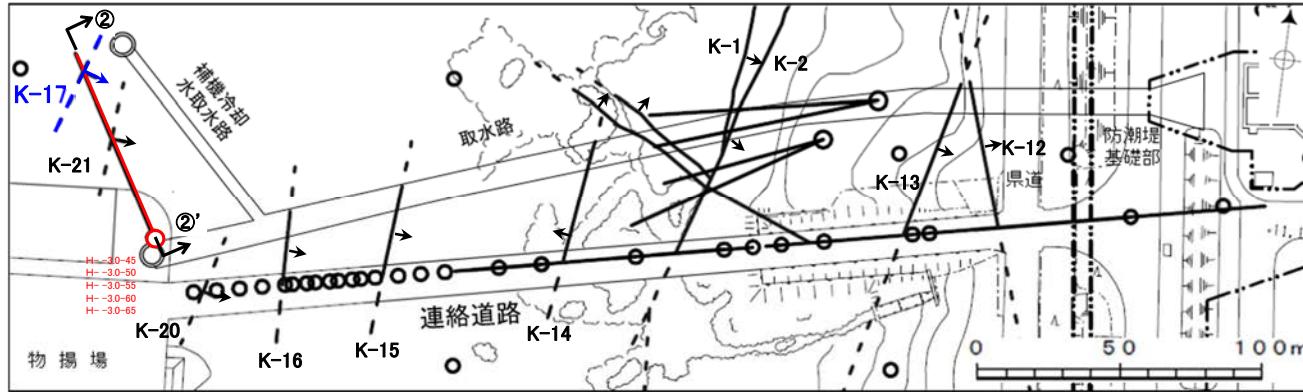 ②
K-17
補機冷却
水取水路
K-21
②'
H- -3.0-45
H- -3.0-50
H- -3.0-55
H- -3.0-60
H- -3.0-65
K-20
物揚場
K-16
K-15
連絡道路
K-14
取水路
K-1
K-2
K-13
K-12
県道
防潮堤
基礎部
0 50 100m